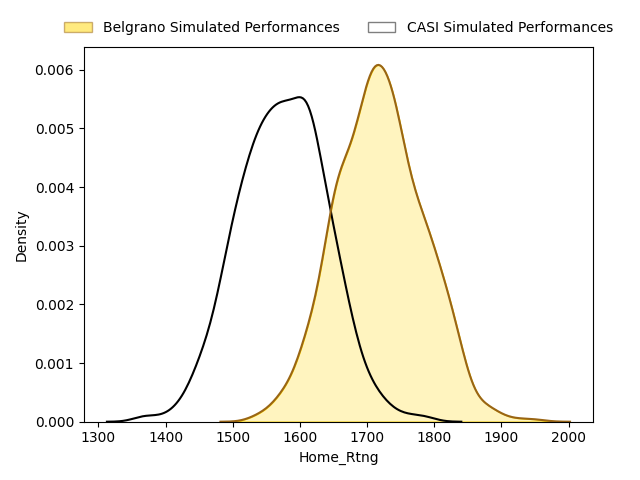 Belgrano Simulated Performances CASI Simulated Performances
0.006
0.005
0.004
0.003
0.002
0.001
0.000
Density
1300 1400 1500 1600 1700 1800 1900 2000
Home_Rtng